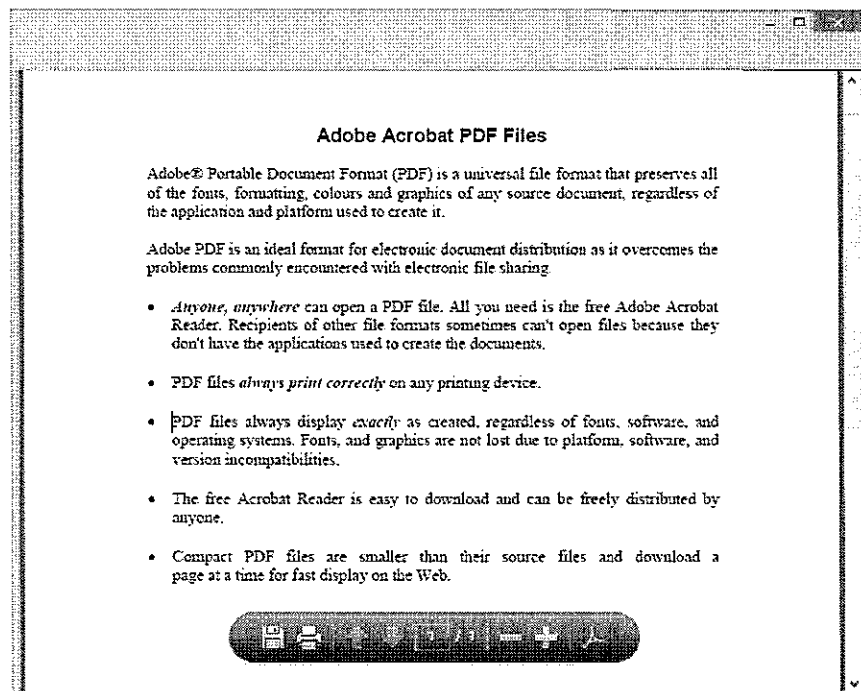 Adobe Acrobat PDF Files
Adobe® Portable Document Format (PDF) is a universal file format that preserves all
of the fonts, formatting, colours and graphics of any source document, regardless of
the application and platform used to create it.
Adobe PDF is an ideal format for electronic document distribution as it overcomes the
problems commonly encountered with electronic file sharing.
• Anyone, anywhere can open a PDF file. All you need is the free Adobe Acrobat
Reader. Recipients of other file formats sometimes can't open files because they
don't have the applications used to create the documents.
• PDF files always print correctly on any printing device.
• PDF files always display exactly as created, regardless of fonts, software, and
operating systems. Fonts, and graphics are not lost due to platform, software, and
version incompatibilities.
• The free Acrobat Reader is easy to download and can be freely distributed by
anyone.
• Compact PDF files are smaller than their source files and download a
page at a time for fast display on the Web.
1 / 1